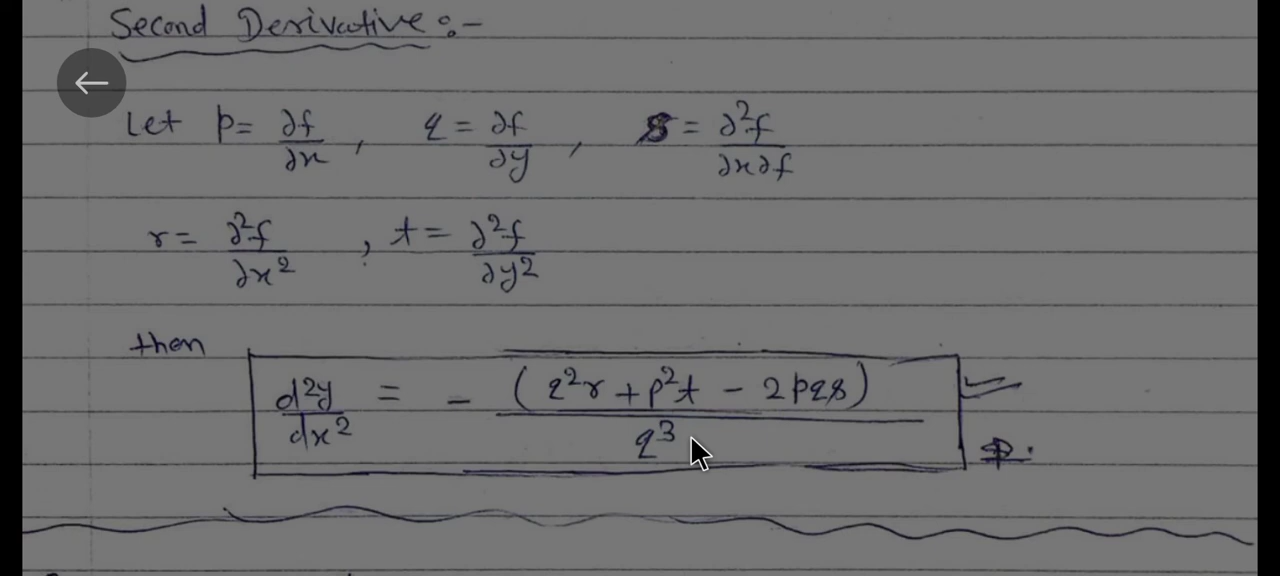 Second Derivative :-
Let p = ∂f/∂x , q = ∂f/∂y , s = ∂²f/∂x∂f
r = ∂²f/∂x² , t = ∂²f/∂y²
then
d²y/dx² = - (q²r + p²t - 2pqs)/q³